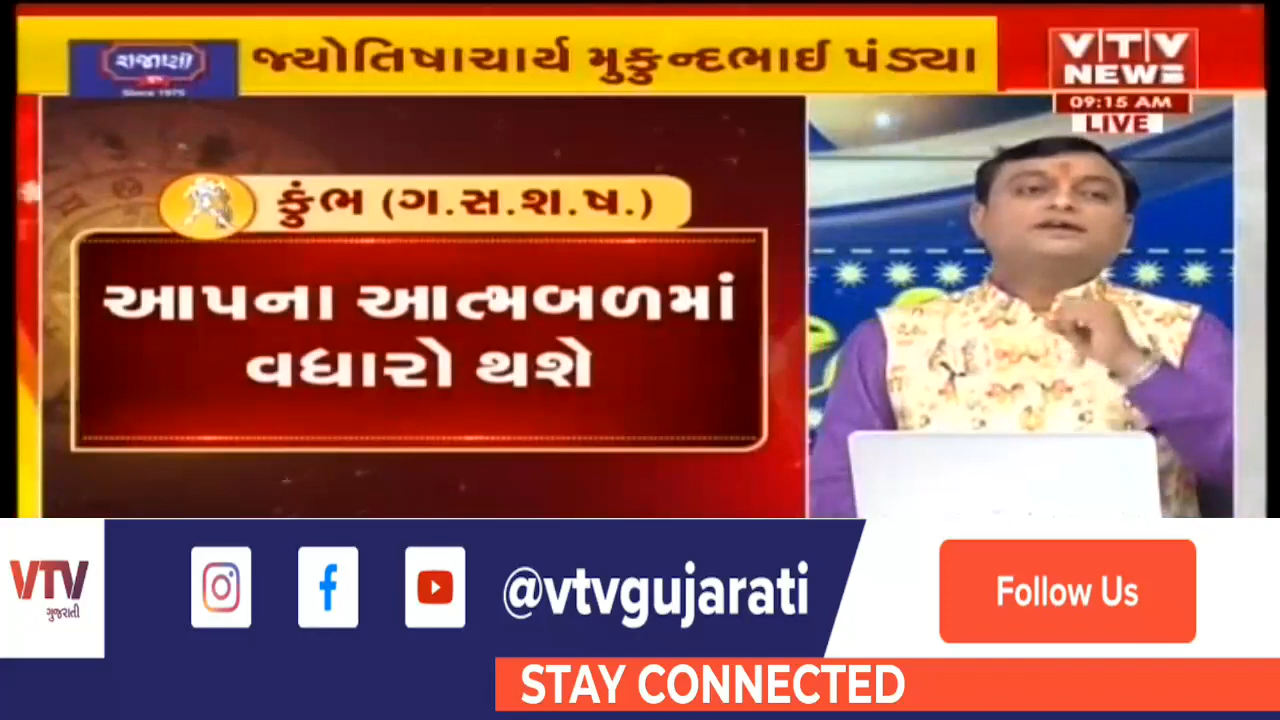 રાજાણી
Since 1975
જ્યોતિષાચાર્ય મુકુન્દભાઈ પંડ્યા
VTV
NEWS
09:15 AM
LIVE
કુંભ (ગ.સ.શ.ષ.)
આપના આત્મબળમાં
વધારો થશે
VTV
ગુજરાતી
@vtvgujarati
Follow Us
STAY CONNECTED